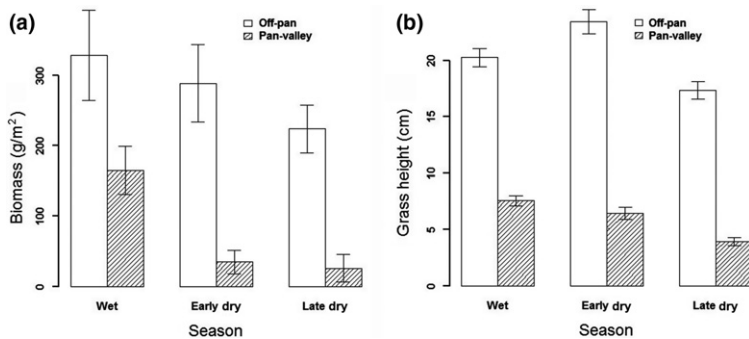 (a)
Off-pan
Pan-valley
Biomass (g/m²)
300
200
100
0
Wet
Early dry
Late dry
Season
(b)
Off-pan
Pan-valley
Grass height (cm)
20
15
10
5
0
Wet
Early dry
Late dry
Season